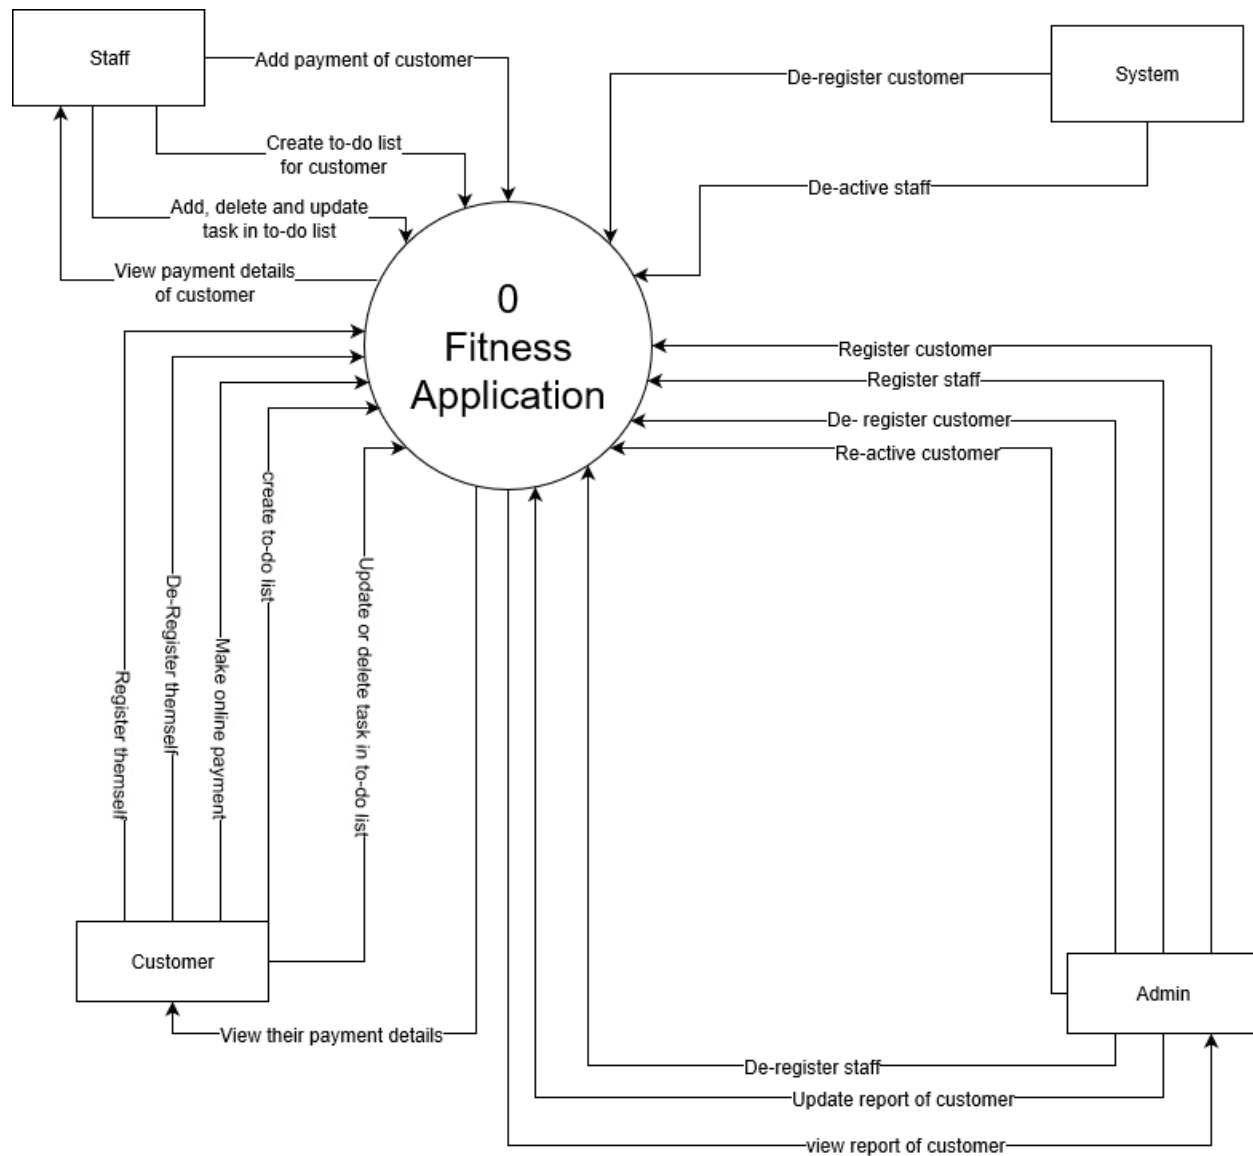 Staff
Add payment of customer
System
De-register customer
Create to-do list
for customer
De-active staff
Add, delete and update
task in to-do list
View payment details
of customer
0
Fitness
Application
Register customer
Register staff
De- register customer
Re-active customer
create to-do list
Update or delete task in to-do list
De-Register themself
Make online payment
Register themself
Customer
Admin
View their payment details
De-register staff
Update report of customer
view report of customer